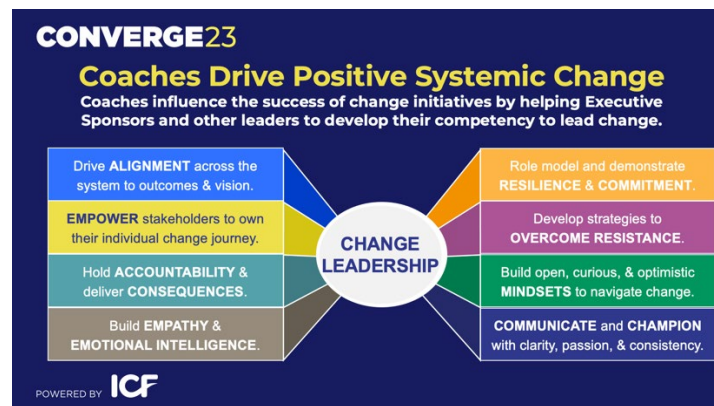 CONVERGE23
Coaches Drive Positive Systemic Change
Coaches influence the success of change initiatives by helping Executive
Sponsors and other leaders to develop their competency to lead change.
Drive ALIGNMENT across the
system to outcomes & vision.
EMPOWER stakeholders to own
their individual change journey.
Hold ACCOUNTABILITY &
deliver CONSEQUENCES.
Build EMPATHY &
EMOTIONAL INTELLIGENCE.
CHANGE
LEADERSHIP
Role model and demonstrate
RESILIENCE & COMMITMENT.
Develop strategies to
OVERCOME RESISTANCE.
Build open, curious, & optimistic
MINDSETS to navigate change.
COMMUNICATE and CHAMPION
with clarity, passion, & consistency.
POWERED BY ICF